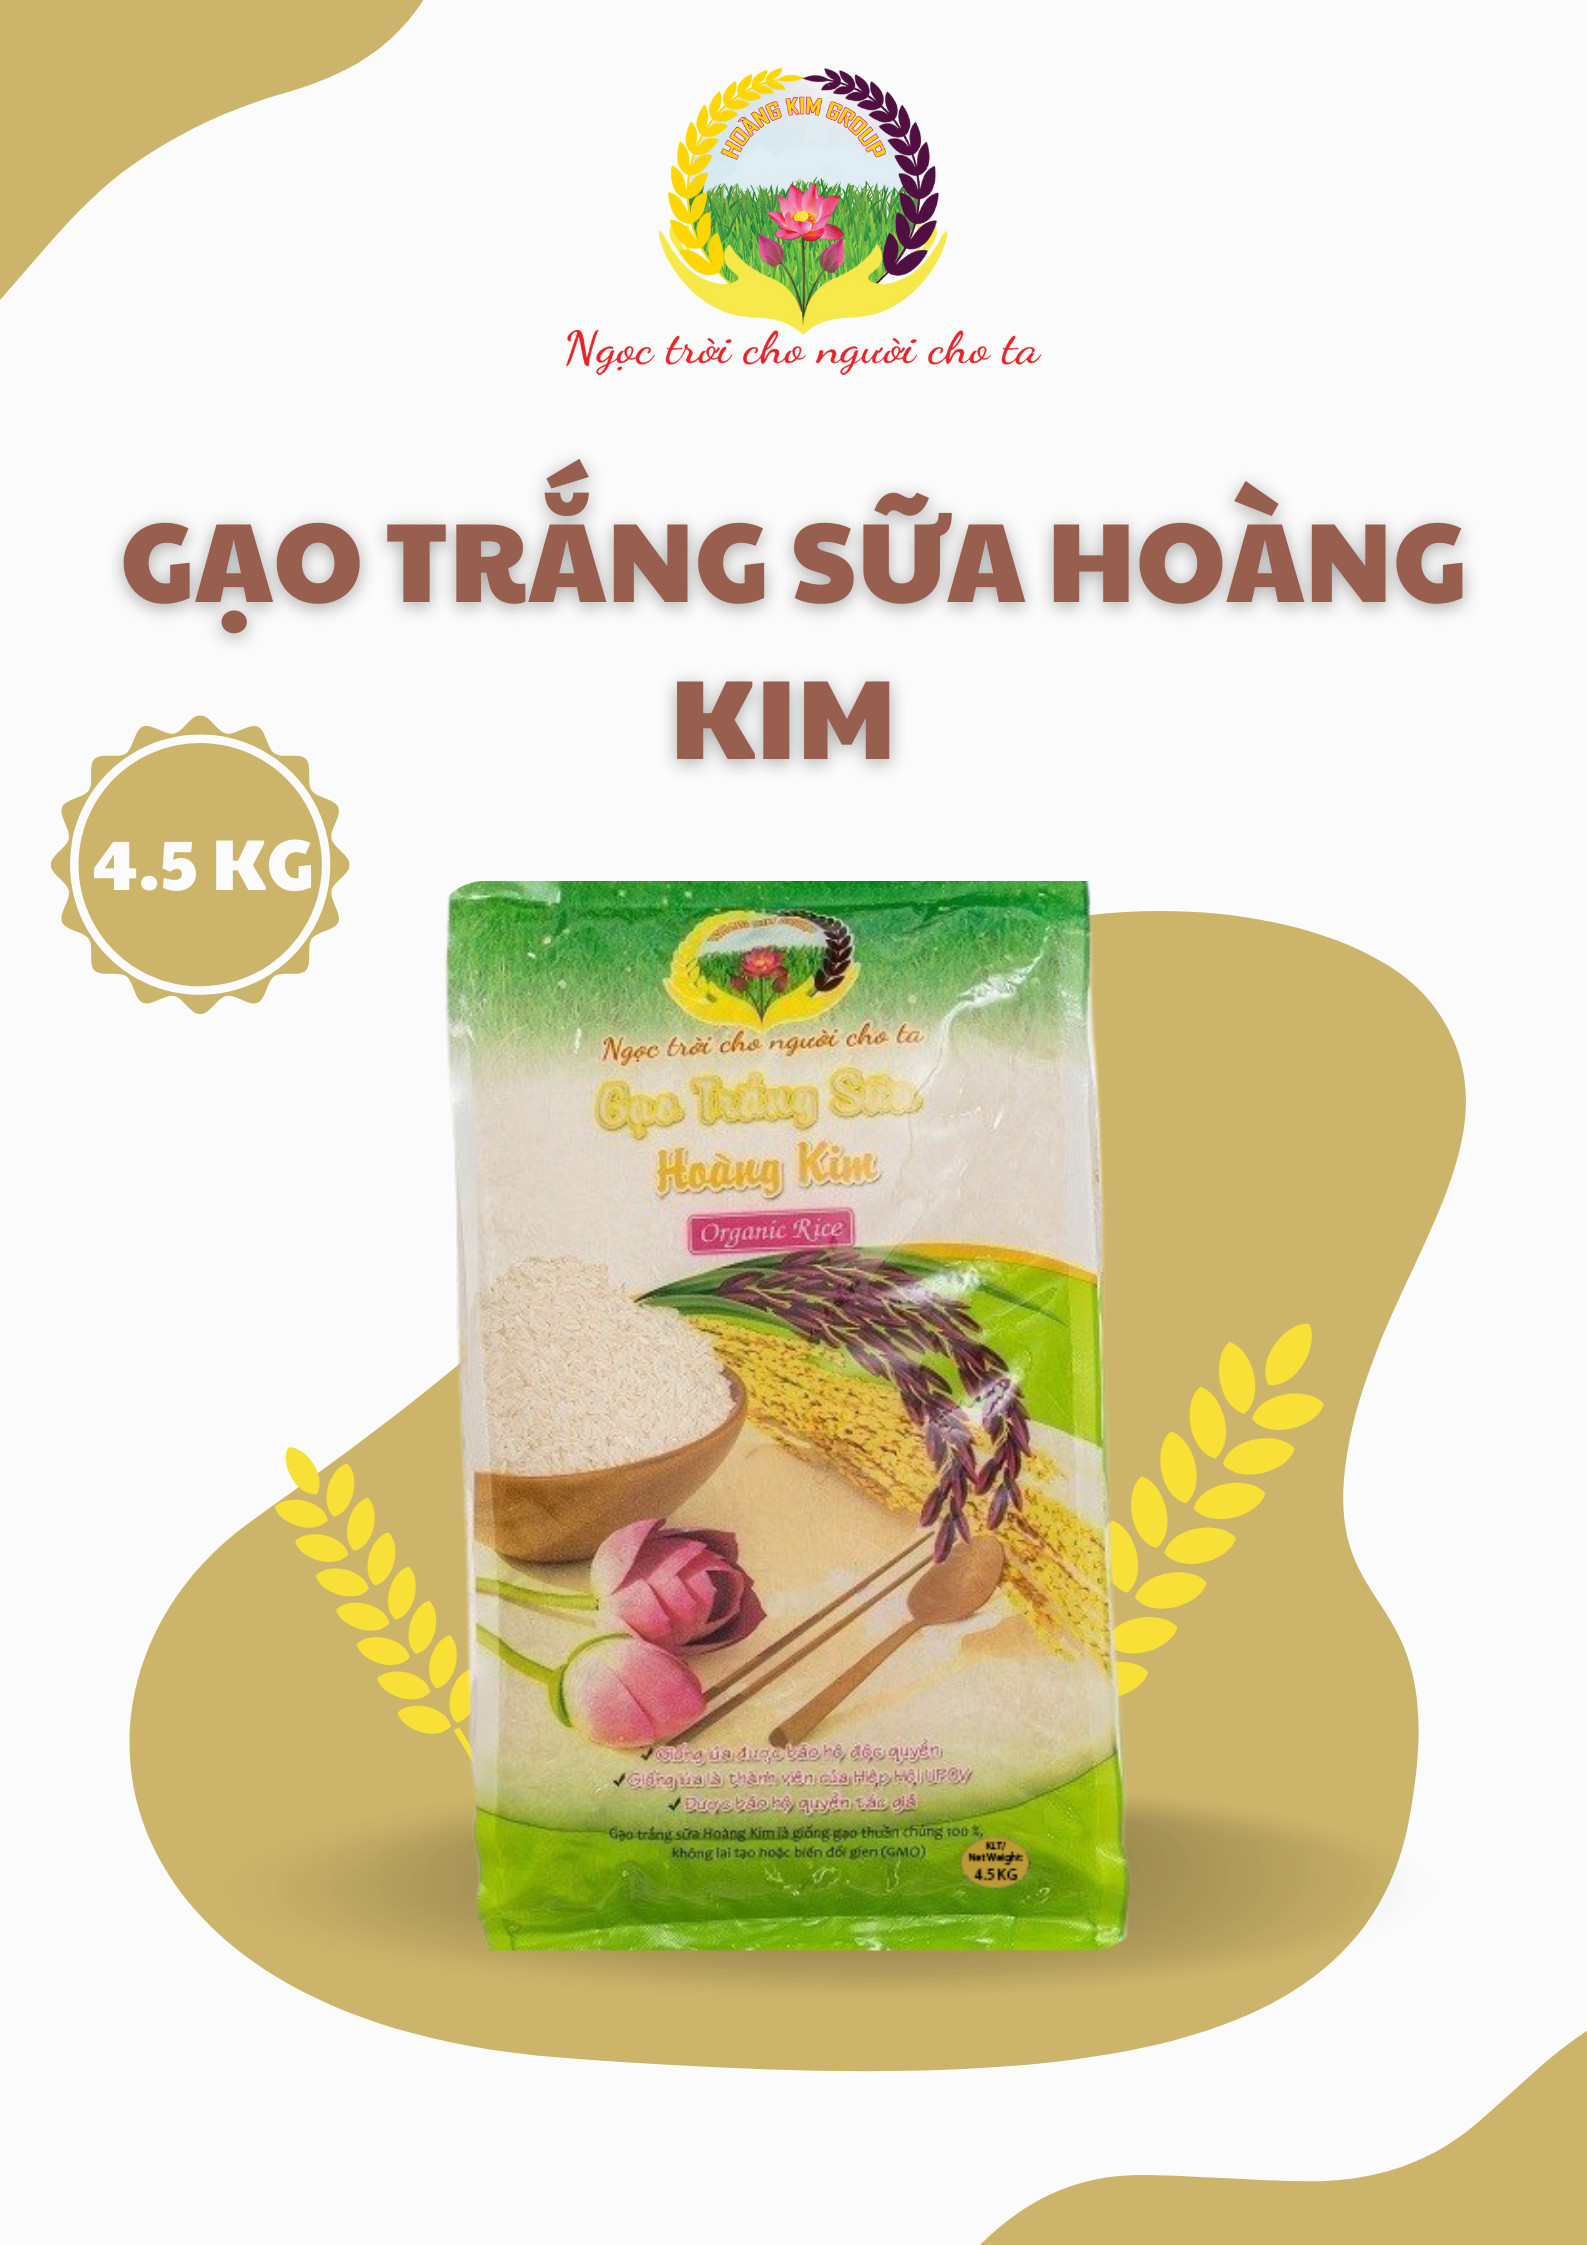 HOÀNG KIM GROUP
Ngọc trời cho người cho ta
GẠO TRẮNG SỮA HOÀNG
KIM
4.5 KG
Ngọc trời cho người cho ta
Gạo Trắng Sữa
Hoàng Kim
Organic Rice
✓Giống lúa được bảo hộ độc quyền
✓Giống lúa là thành viên của Hiệp Hội UPOV
✓Được bảo hộ quyền tác giả
Gạo trắng sữa Hoàng Kim là giống gạo thuần chủng 100 %,
không lai tạo hoặc biến đổi gien (GMO)
KLT/
Net Weight:
4.5 KG